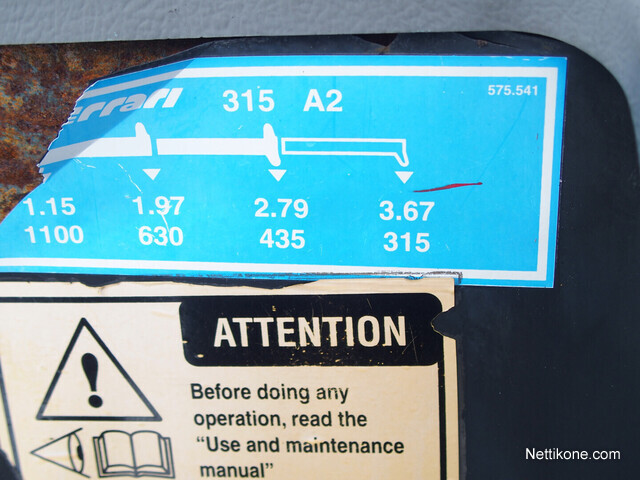 errari 315 A2 575.541
1.15 1.97 2.79 3.67
1100 630 435 315
ATTENTION
Before doing any
operation, read the
"Use and maintenance
manual"
Nettikone.com